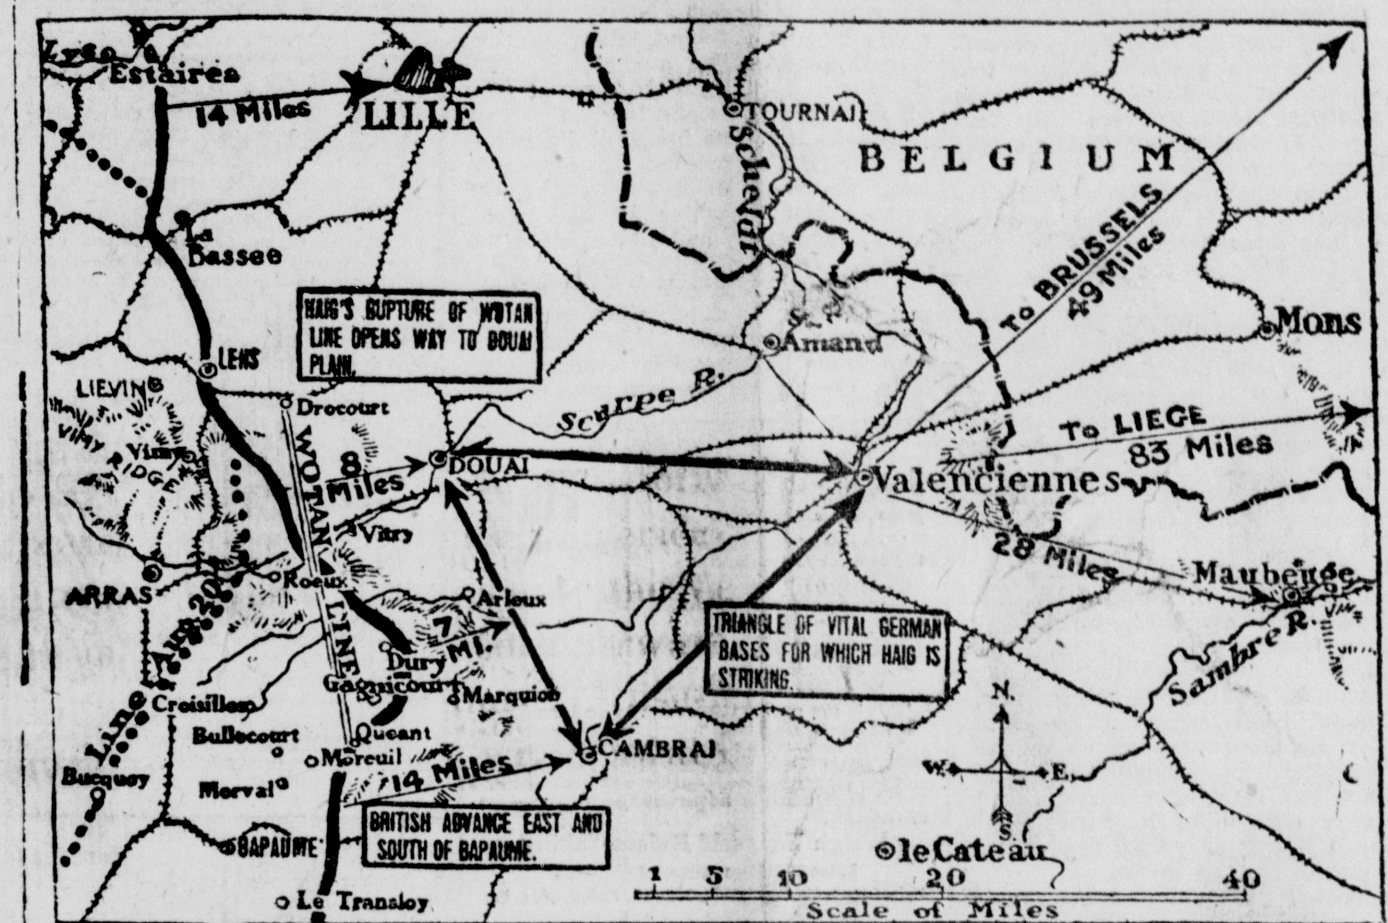 Lys
Estaires
14 Miles
LILLE
TOURNAI
Scheldt
BELGIUM
La
Bassee
To BRUSSELS
49 Miles
HAIG'S RUPTURE OF WOTAN
LINE OPENS WAY TO DOUAI
PLAIN.
LENS
St.
Amand
Mons
LIEVIN
Drocourt
Scarpe R.
To LIEGE
83 Miles
VIMY RIDGE
Vimy
WOTAN LINE
8
Miles
DOUAI
Valenciennes
Vitry
28 Miles
ARRAS
Roeux
Arleux
Maubeuge
Line Aug 20
7
MI.
TRIANGLE OF VITAL GERMAN
BASES FOR WHICH HAIG IS
STRIKING.
Sambre R.
Dury
Gagnicourt
Marquion
Croisilles
N.
Bullecourt
Queant
Moreuil
CAMBRAI
W.
E.
S.
Bucquoy
Morval
14 Miles
BRITISH ADVANCE EAST AND
SOUTH OF BAPAUME.
BAPAUME
le Cateau
Le Transloy
1 5 10 20 40
Scale of Miles